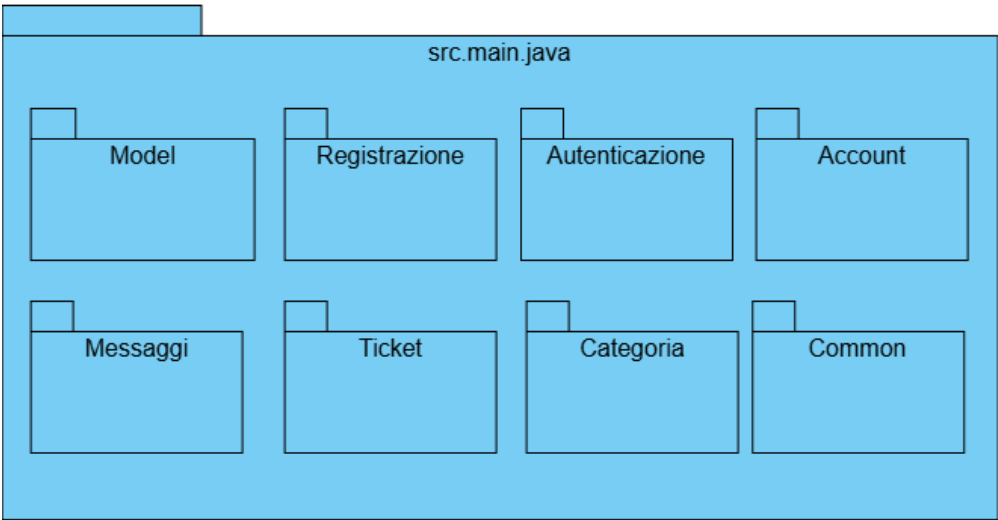 src.main.java
Model
Registrazione
Autenticazione
Account
Messaggi
Ticket
Categoria
Common